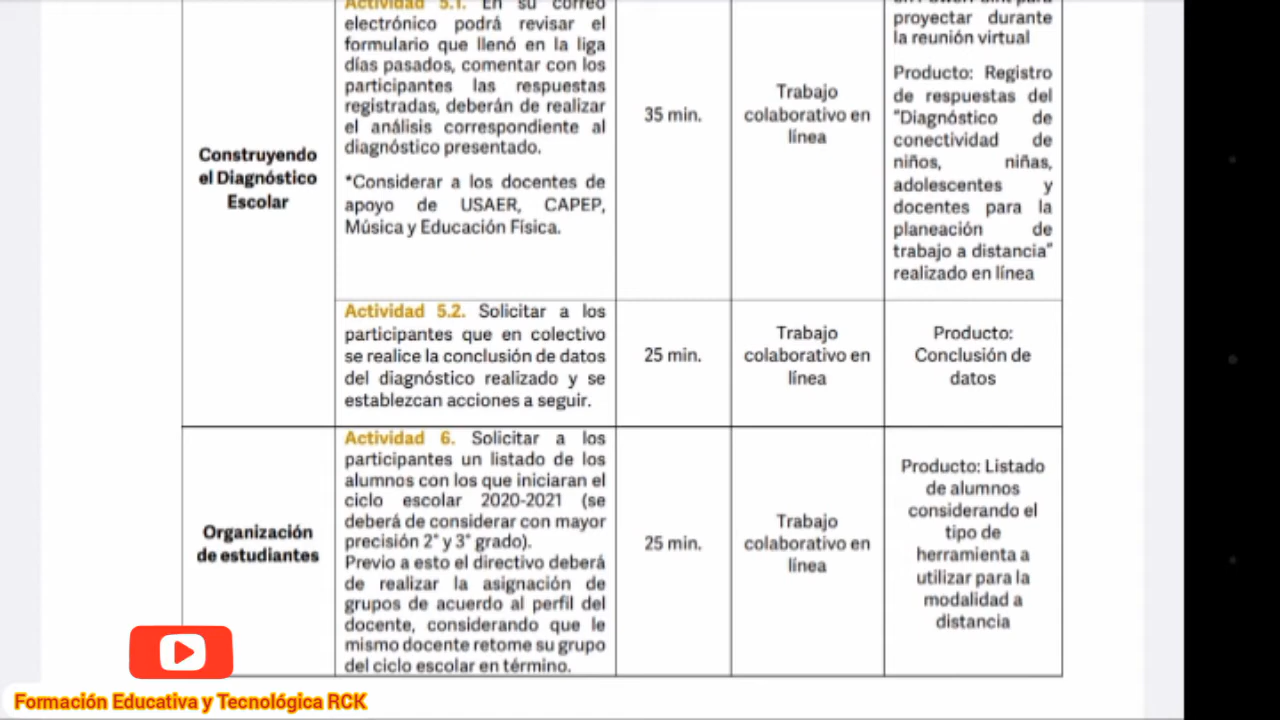 Construyendo
el Diagnóstico
Escolar
Actividad 5.1. En su correo
electrónico podrá revisar el
formulario que llenó en la liga
días pasados, comentar con los
participantes las respuestas
registradas, deberán de realizar
el análisis correspondiente al
diagnóstico presentado.
*Considerar a los docentes de
apoyo de USAER, CAPEP,
Música y Educación Física.
35 min.
Trabajo
colaborativo en
línea
en PowerPoint para
proyectar durante
la reunión virtual
Producto: Registro
de respuestas del
"Diagnóstico de
conectividad de
niños, niñas,
adolescentes y
docentes para la
planeación de
trabajo a distancia"
realizado en línea
Actividad 5.2. Solicitar a los
participantes que en colectivo
se realice la conclusión de datos
del diagnóstico realizado y se
establezcan acciones a seguir.
25 min.
Trabajo
colaborativo en
línea
Producto:
Conclusión de
datos
Organización
de estudiantes
Actividad 6. Solicitar a los
participantes un listado de los
alumnos con los que iniciaran el
ciclo escolar 2020-2021 (se
deberá de considerar con mayor
precisión 2° y 3° grado).
Previo a esto el directivo deberá
de realizar la asignación de
grupos de acuerdo al perfil del
docente, considerando que le
mismo docente retome su grupo
del ciclo escolar en término.
25 min.
Trabajo
colaborativo en
línea
Producto: Listado
de alumnos
considerando el
tipo de
herramienta a
utilizar para la
modalidad a
distancia
Formación Educativa y Tecnológica RCK